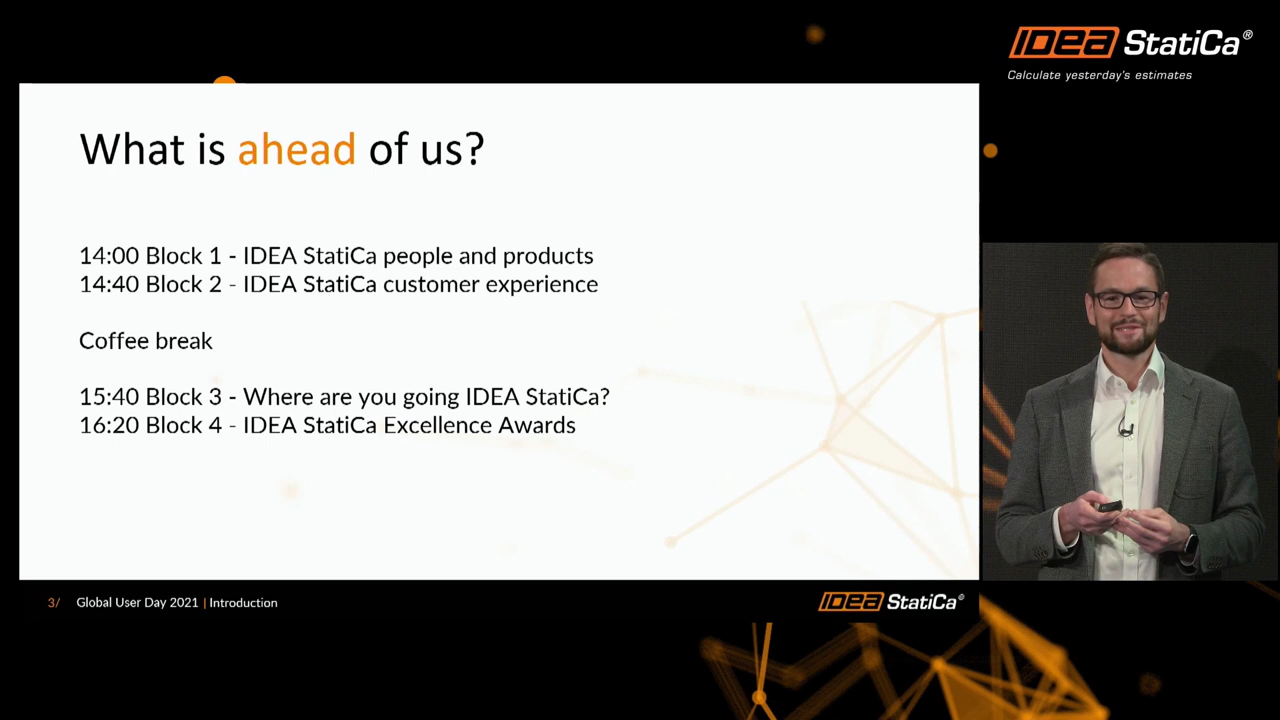 IDEA StatiCa®
Calculate yesterday's estimates
What is ahead of us?
14:00 Block 1 - IDEA StatiCa people and products
14:40 Block 2 - IDEA StatiCa customer experience
Coffee break
15:40 Block 3 - Where are you going IDEA StatiCa?
16:20 Block 4 - IDEA StatiCa Excellence Awards
3/ Global User Day 2021 | Introduction
IDEA StatiCa®